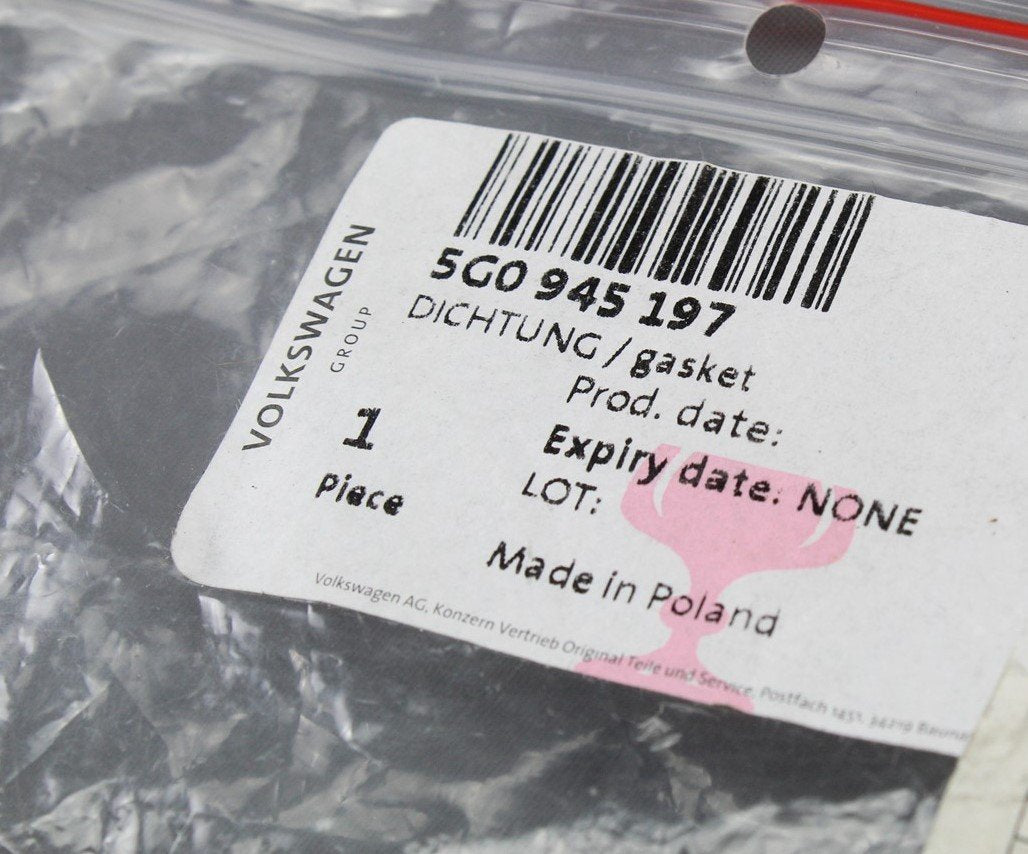 5G0 945 197
DICHTUNG / gasket
Prod. date:
Expiry date: NONE
LOT:
Made in Poland
VOLKSWAGEN
GROUP
1
Piece
Volkswagen AG, Konzern Vertrieb Original Teile und Service, Postfach